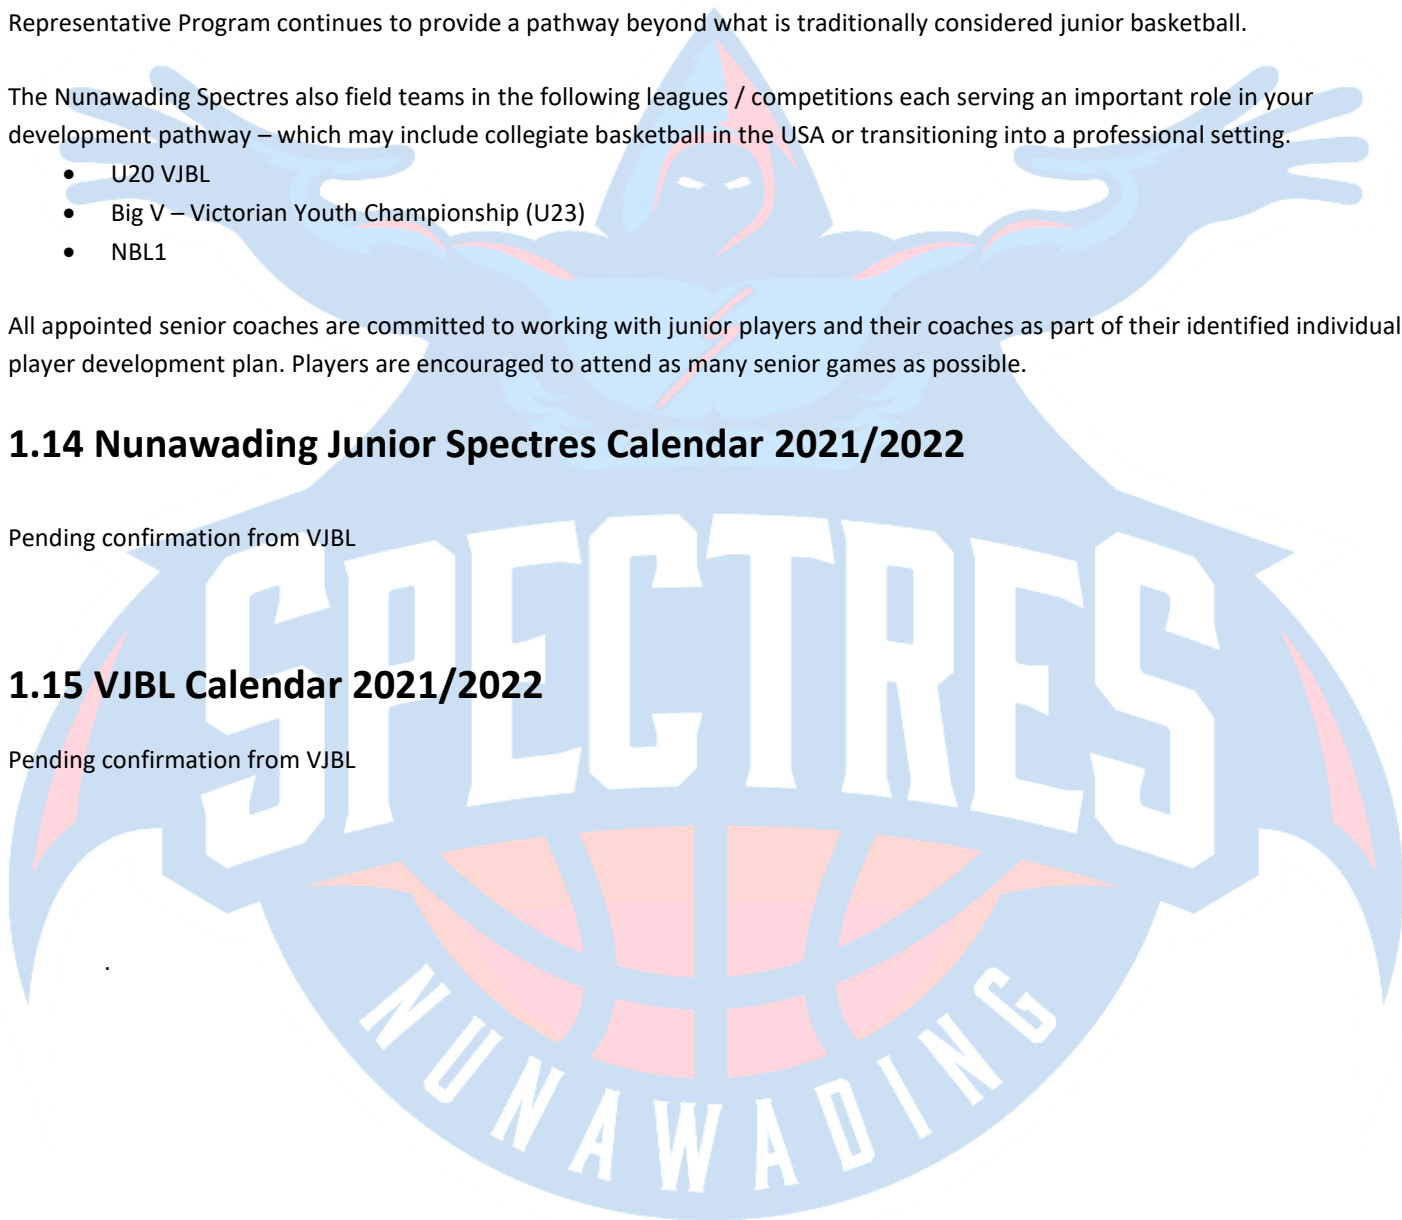 Representative Program continues to provide a pathway beyond what is traditionally considered junior basketball.
The Nunawading Spectres also field teams in the following leagues / competitions each serving an important role in your
development pathway – which may include collegiate basketball in the USA or transitioning into a professional setting.
• U20 VJBL
• Big V – Victorian Youth Championship (U23)
• NBL1
All appointed senior coaches are committed to working with junior players and their coaches as part of their identified individual
player development plan. Players are encouraged to attend as many senior games as possible.
1.14 Nunawading Junior Spectres Calendar 2021/2022
Pending confirmation from VJBL
1.15 VJBL Calendar 2021/2022
Pending confirmation from VJBL
.
SPECTRES
NUNAWADING